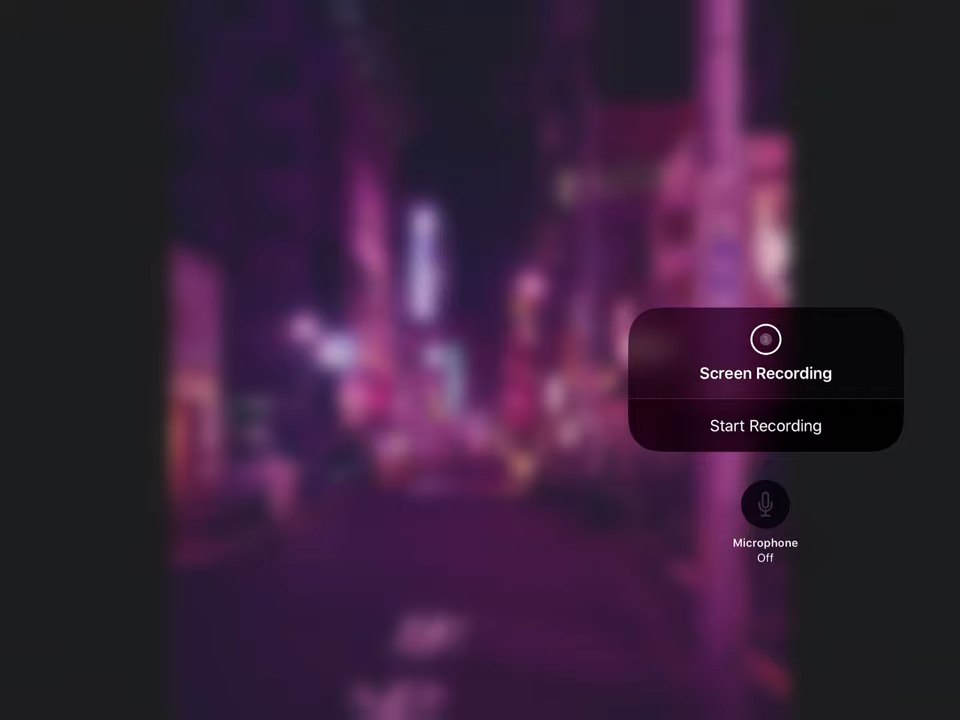 Screen Recording
Start Recording
Microphone
Off